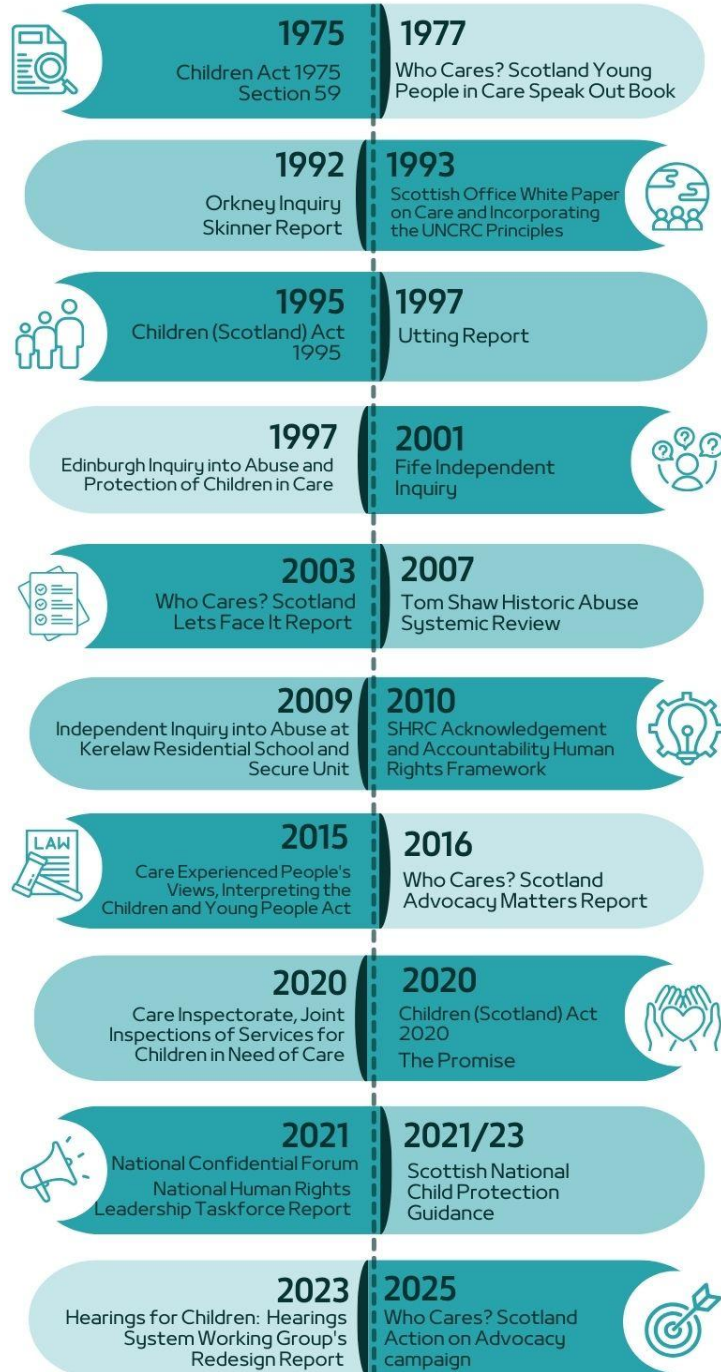 1975
Children Act 1975
Section 59
1977
Who Cares? Scotland Young
People in Care Speak Out Book
1992
Orkney Inquiry
Skinner Report
1993
Scottish Office White Paper
on Care and Incorporating
the UNCRC Principles
1995
Children (Scotland) Act
1995
1997
Utting Report
1997
Edinburgh Inquiry into Abuse and
Protection of Children in Care
2001
Fife Independent
Inquiry
2003
Who Cares? Scotland
Lets Face It Report
2007
Tom Shaw Historic Abuse
Systemic Review
2009
Independent Inquiry into Abuse at
Kerelaw Residential School and
Secure Unit
2010
SHRC Acknowledgement
and Accountability Human
Rights Framework
LAW
2015
Care Experienced People's
Views, Interpreting the
Children and Young People Act
2016
Who Cares? Scotland
Advocacy Matters Report
2020
Care Inspectorate, Joint
Inspections of Services for
Children in Need of Care
2020
Children (Scotland) Act
2020
The Promise
2021
National Confidential Forum
National Human Rights
Leadership Taskforce Report
2021/23
Scottish National
Child Protection
Guidance
2023
Hearings for Children: Hearings
System Working Group's
Redesign Report
2025
Who Cares? Scotland
Action on Advocacy
campaign